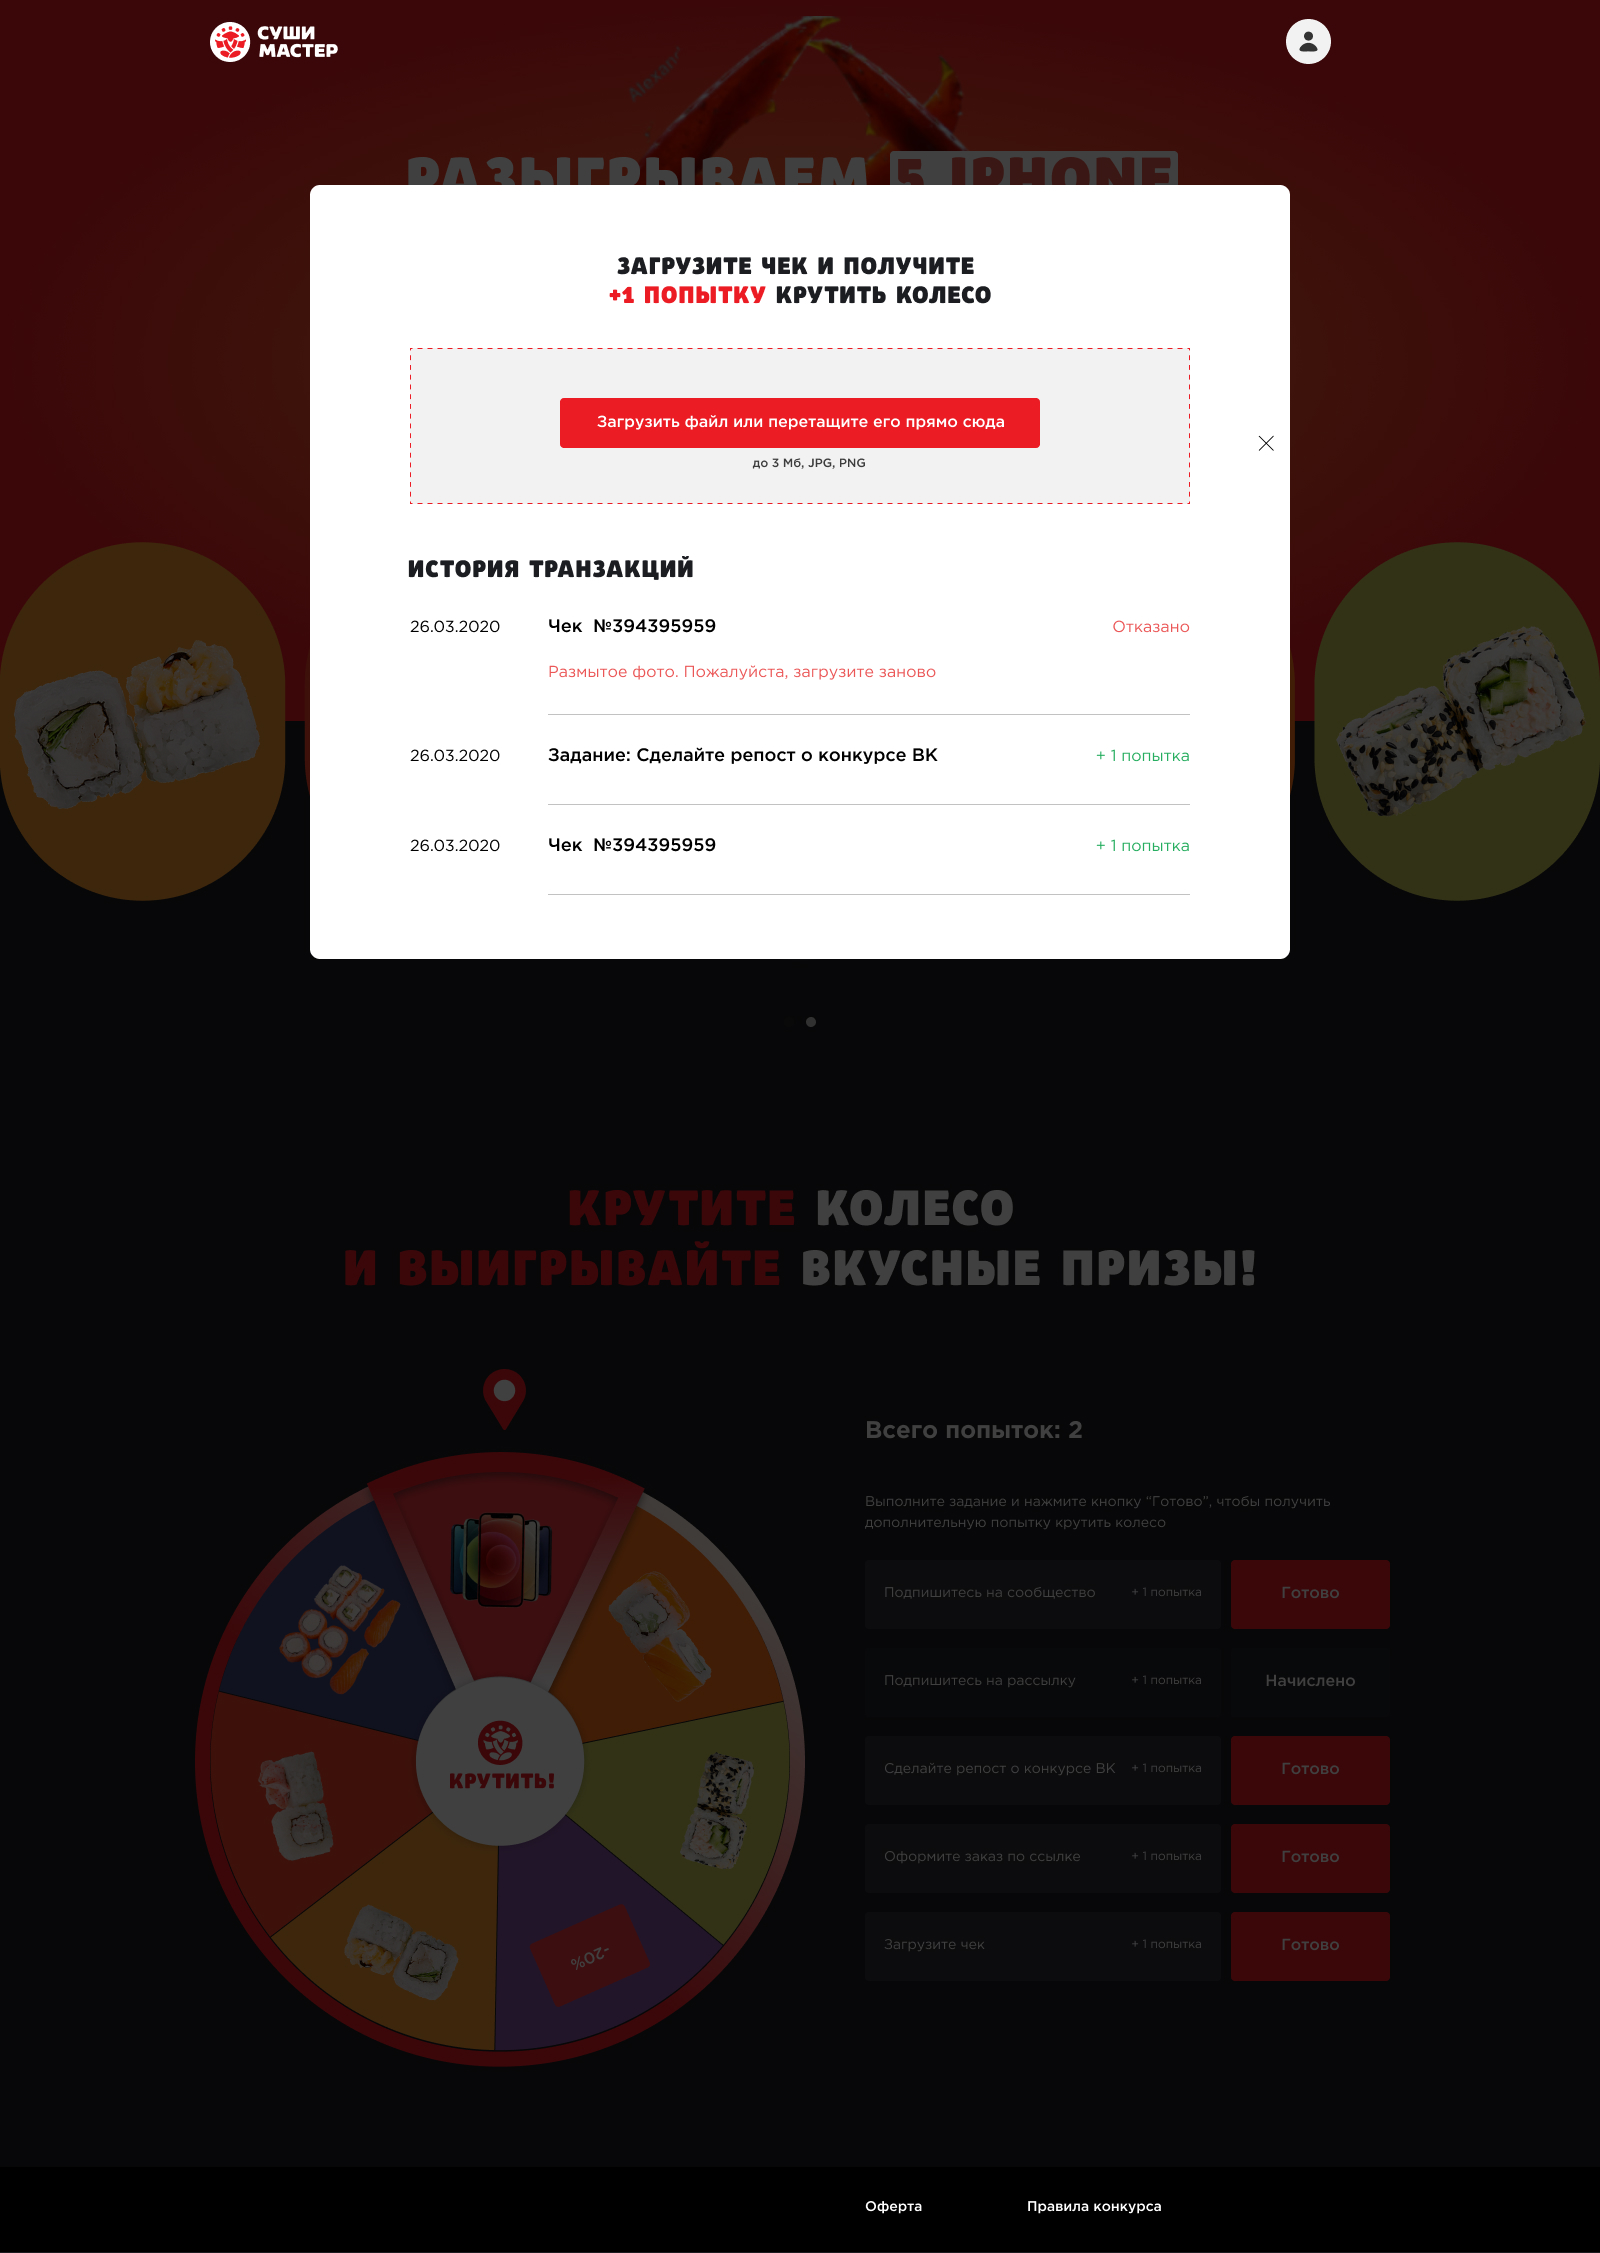 СУШИ
МАСТЕР
РАЗЫГРЫВАЕМ 5 IPHONE
ЗАГРУЗИТЕ ЧЕК И ПОЛУЧИТЕ
+1 ПОПЫТКУ КРУТИТЬ КОЛЕСО
Загрузить файл или перетащите его прямо сюда
до 3 Мб, JPG, PNG
ИСТОРИЯ ТРАНЗАКЦИЙ
26.03.2020 Чек №394395959 Отказано
Размытое фото. Пожалуйста, загрузите заново
26.03.2020 Задание: Сделайте репост о конкурсе ВК + 1 попытка
26.03.2020 Чек №394395959 + 1 попытка
КРУТИТЕ КОЛЕСО
И ВЫИГРЫВАЙТЕ ВКУСНЫЕ ПРИЗЫ!
КРУТИТЬ!
-20%
Всего попыток: 2
Выполните задание и нажмите кнопку “Готово”, чтобы получить
дополнительную попытку крутить колесо
Подпишитесь на сообщество + 1 попытка Готово
Подпишитесь на рассылку + 1 попытка Начислено
Сделайте репост о конкурсе ВК + 1 попытка Готово
Оформите заказ по ссылке + 1 попытка Готово
Загрузите чек + 1 попытка Готово
Оферта Правила конкурса